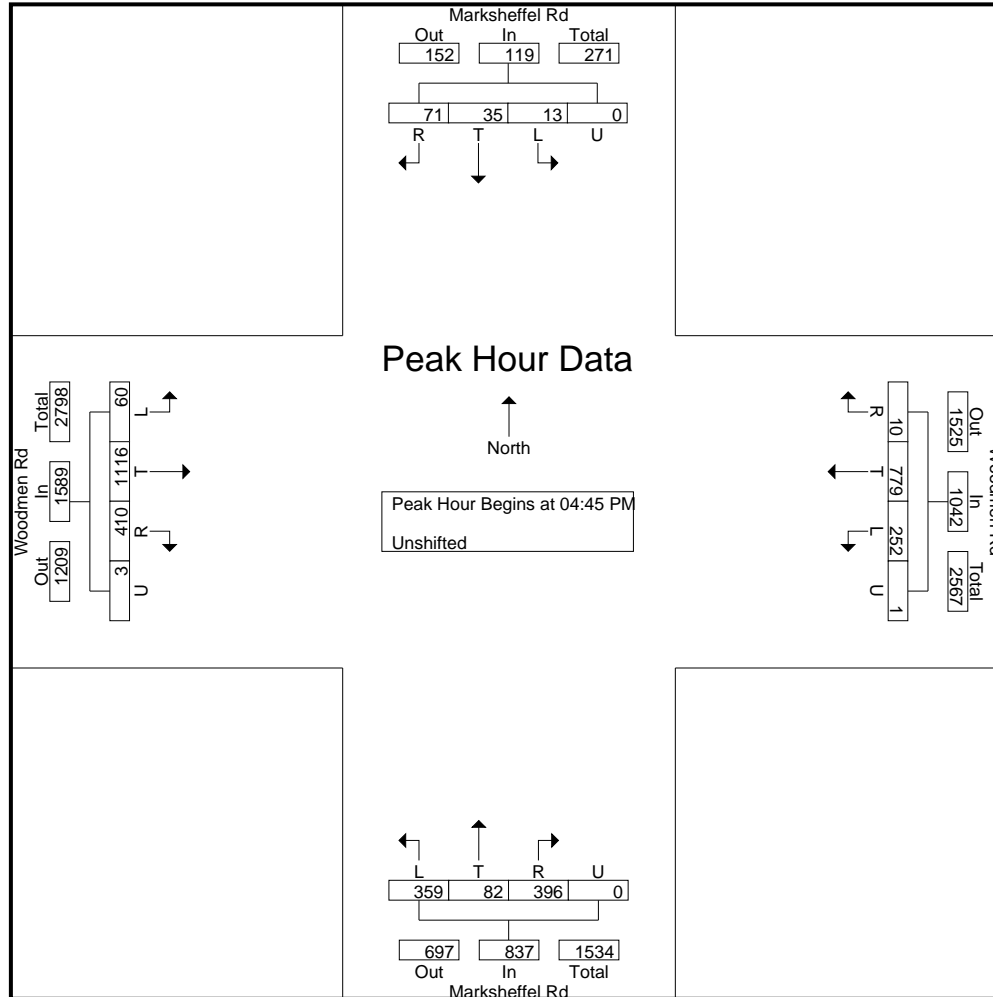 Marksheffel Rd
Out In Total
152 119 271
71 35 13 0
R T L U
Peak Hour Data
North
Peak Hour Begins at 04:45 PM
Unshifted
Woodmen Rd
Total In Out
2798 1589 1209
60 1116 410 3
L T R U
Out In Total
1525 1042 2567
10 779 252 1
R T L U
L T R U
359 82 396 0
697 837 1534
Out In Total
Marksheffel Rd